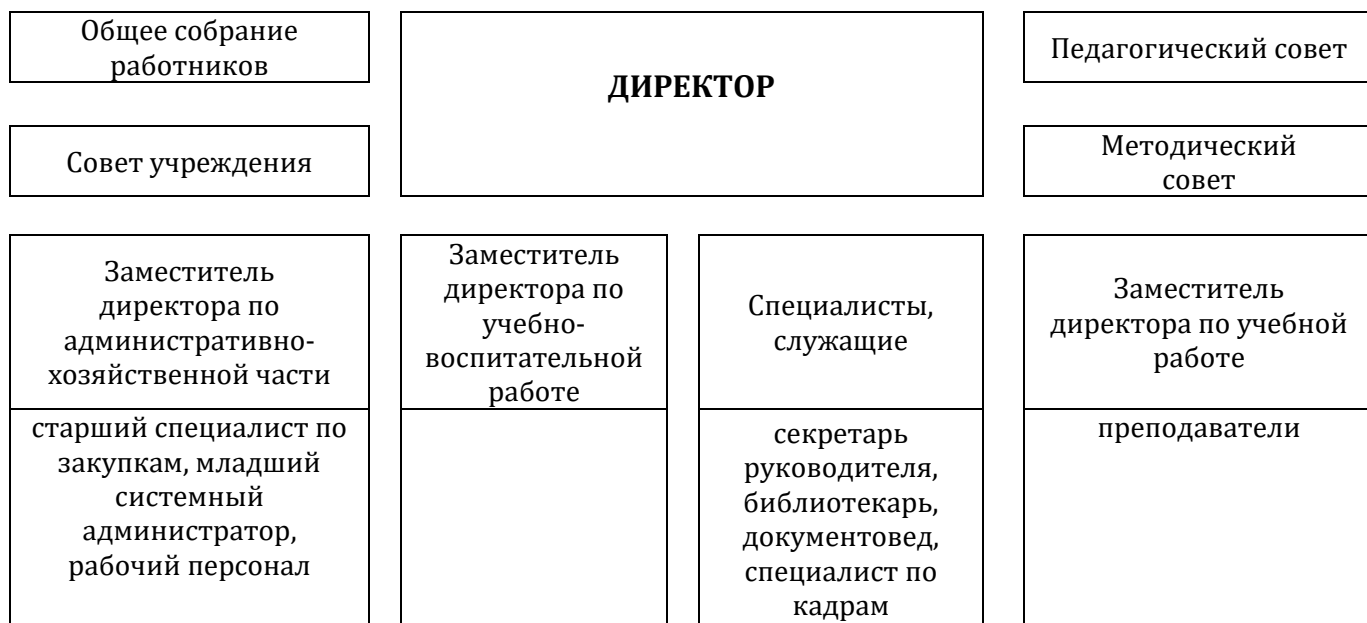 Общее собрание
работников
ДИРЕКТОР
Педагогический совет
Совет учреждения
Методический
совет
Заместитель
директора по
административно-
хозяйственной части
Заместитель
директора по
учебно-
воспитательной
работе
Специалисты,
служащие
Заместитель
директора по учебной
работе
старший специалист по
закупкам, младший
системный
администратор,
рабочий персонал
секретарь
руководителя,
библиотекарь,
документовед,
специалист по
кадрам
преподаватели